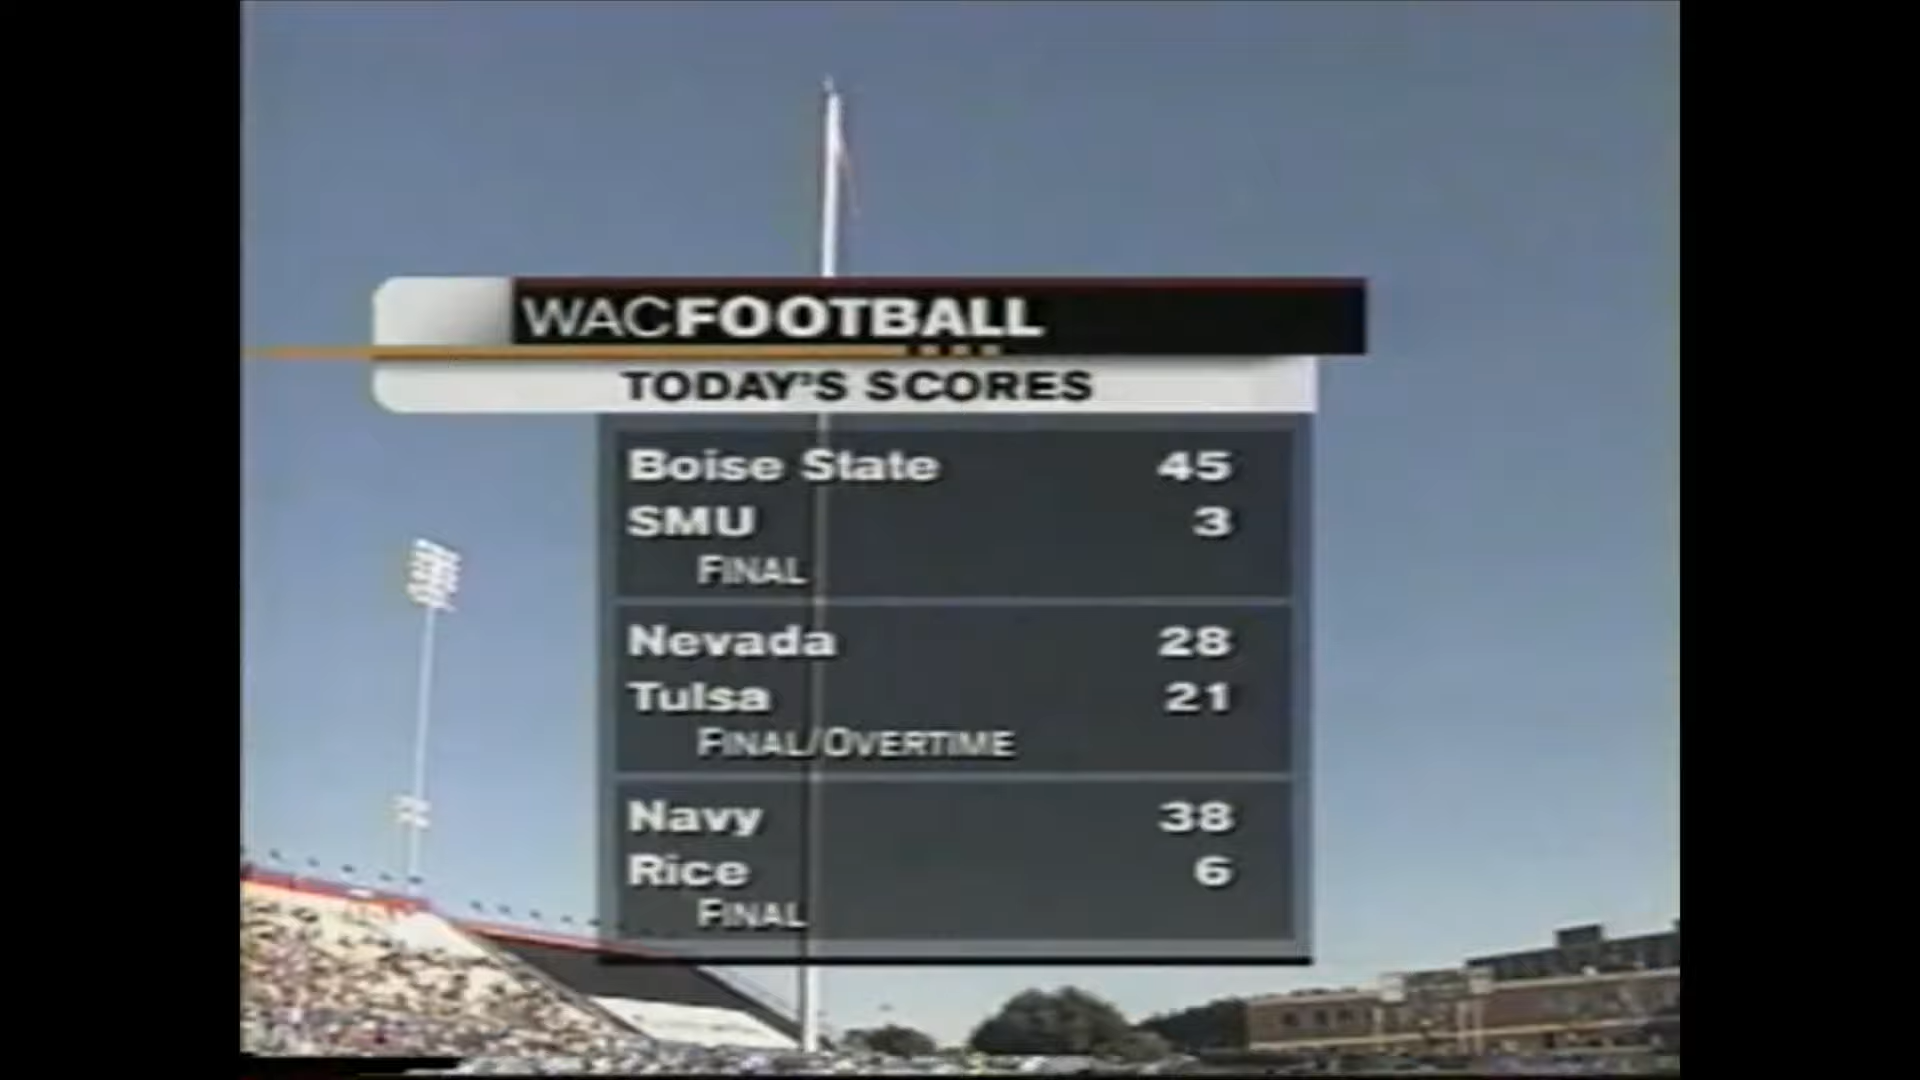 WACFOOTBALL
TODAY'S SCORES
Boise State 45
SMU 3
FINAL
Nevada 28
Tulsa 21
FINAL/OVERTIME
Navy 38
Rice 6
FINAL